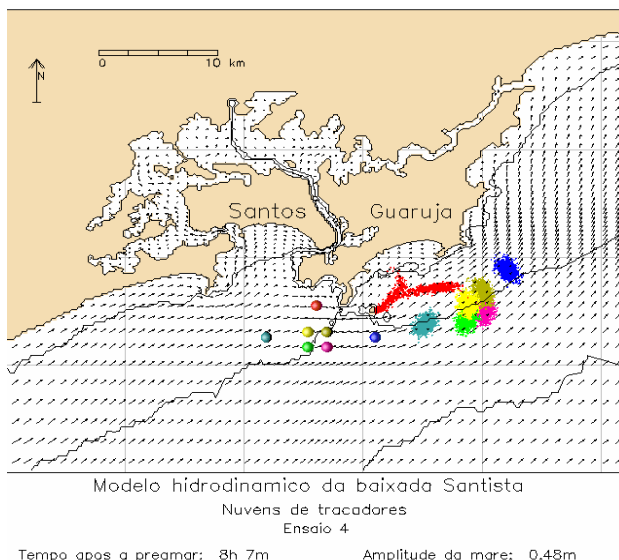 0 10 km
N
Santos Guaruja
Modelo hidrodinamico da baixada Santista
Nuvens de tracadores
Ensaio 4
Tempo apos a preamar: 8h 7m Amplitude da mare: 0.48m